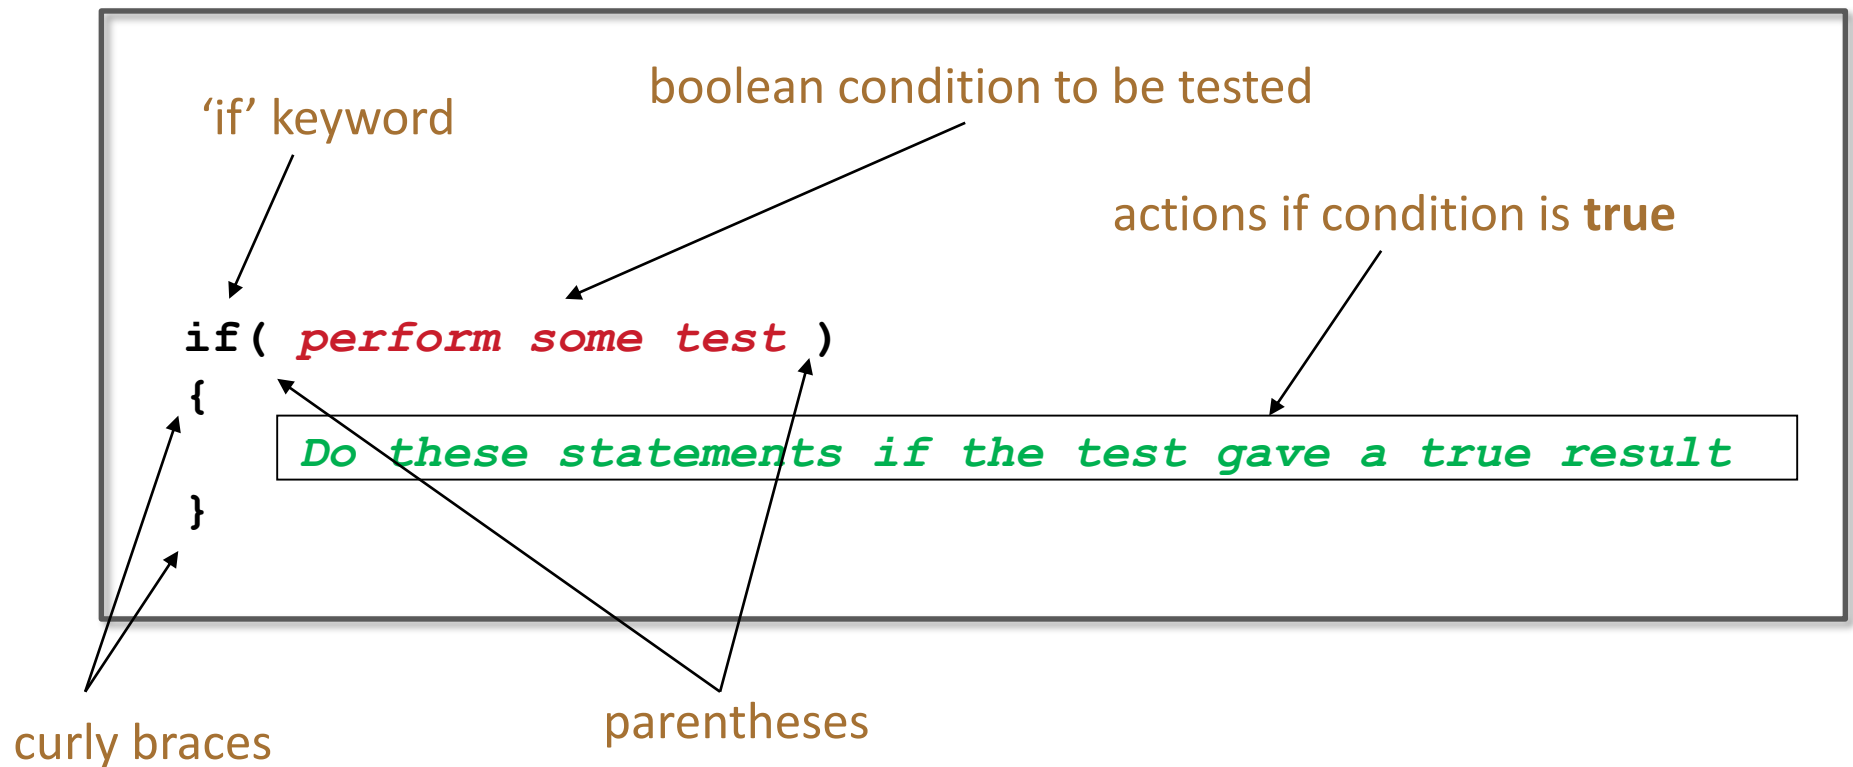 ‘if’ keyword
boolean condition to be tested
actions if condition is true
if( perform some test )
{
Do these statements if the test gave a true result
}
curly braces
parentheses